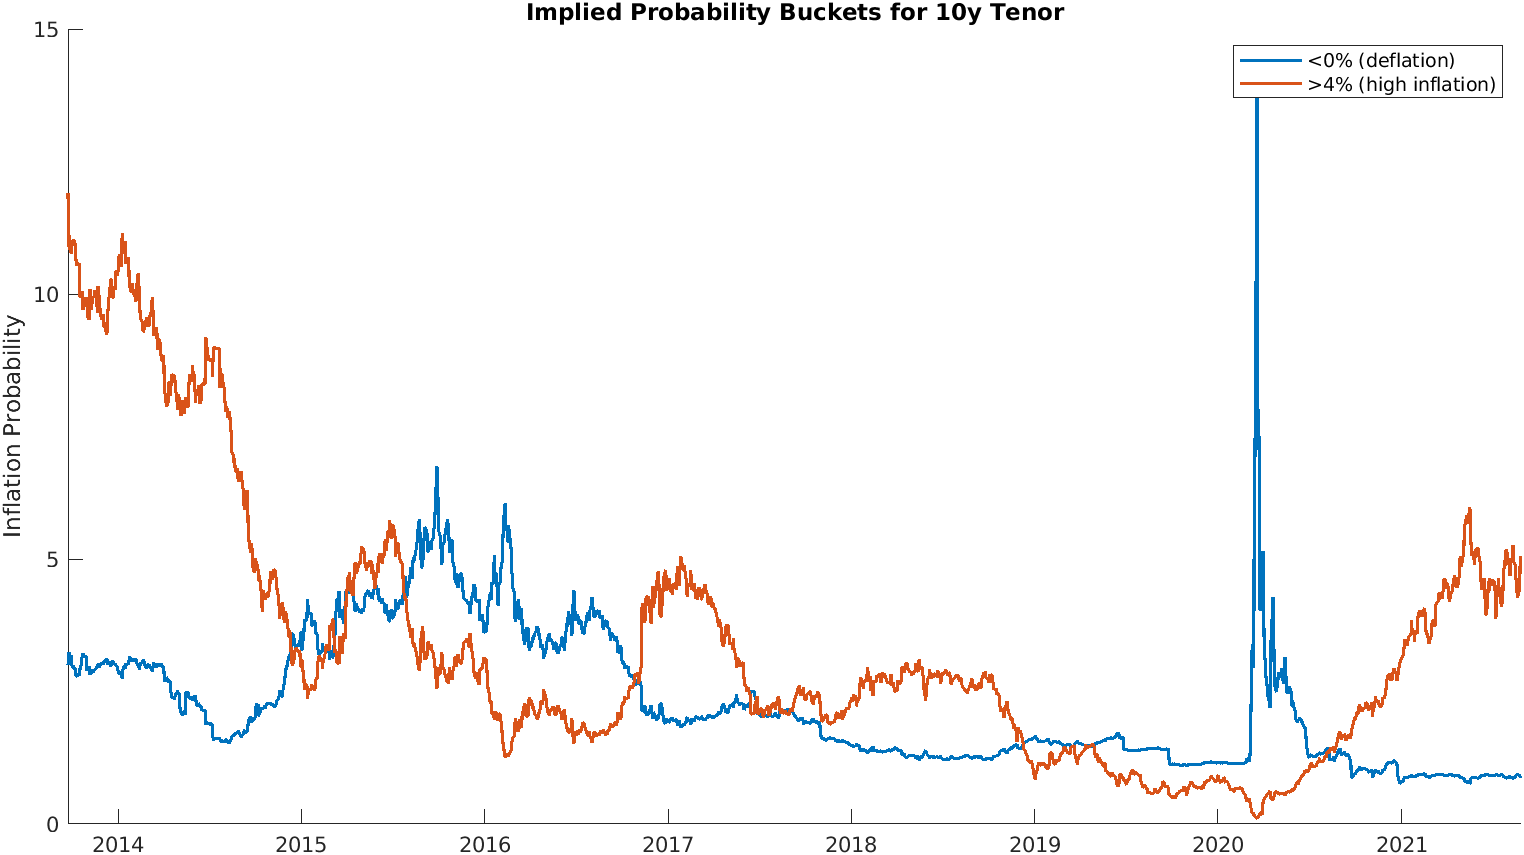 Implied Probability Buckets for 10y Tenor
<0% (deflation)
>4% (high inflation)
Inflation Probability
15
10
5
0
2014 2015 2016 2017 2018 2019 2020 2021